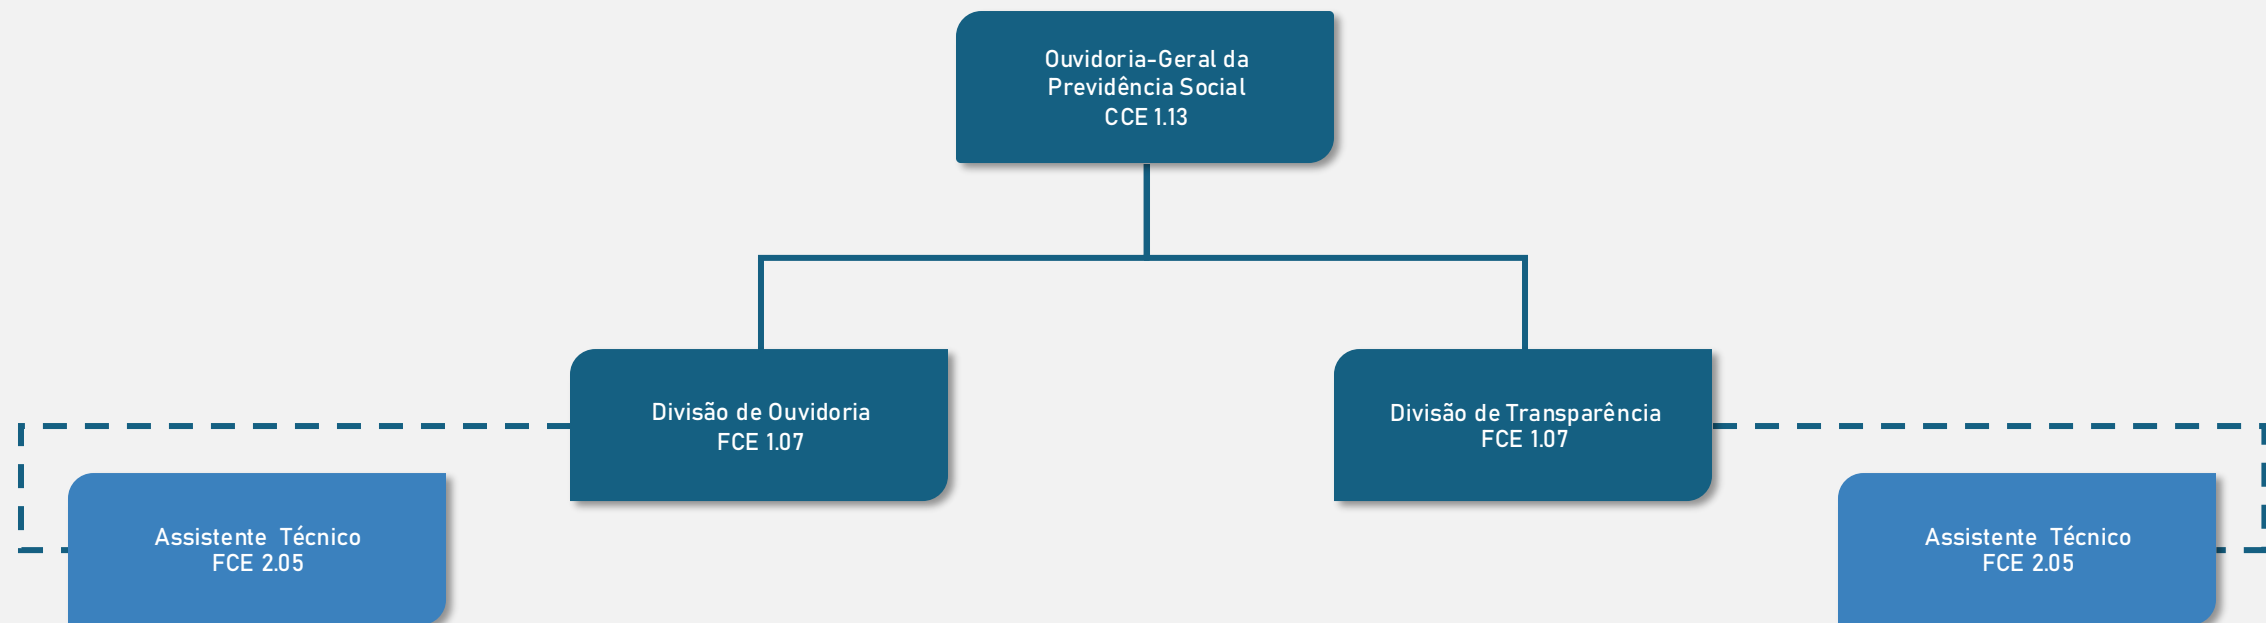 Ouvidoria-Geral da
Previdência Social
CCE 1.13
Divisão de Ouvidoria
FCE 1.07
Divisão de Transparência
FCE 1.07
Assistente Técnico
FCE 2.05
Assistente Técnico
FCE 2.05